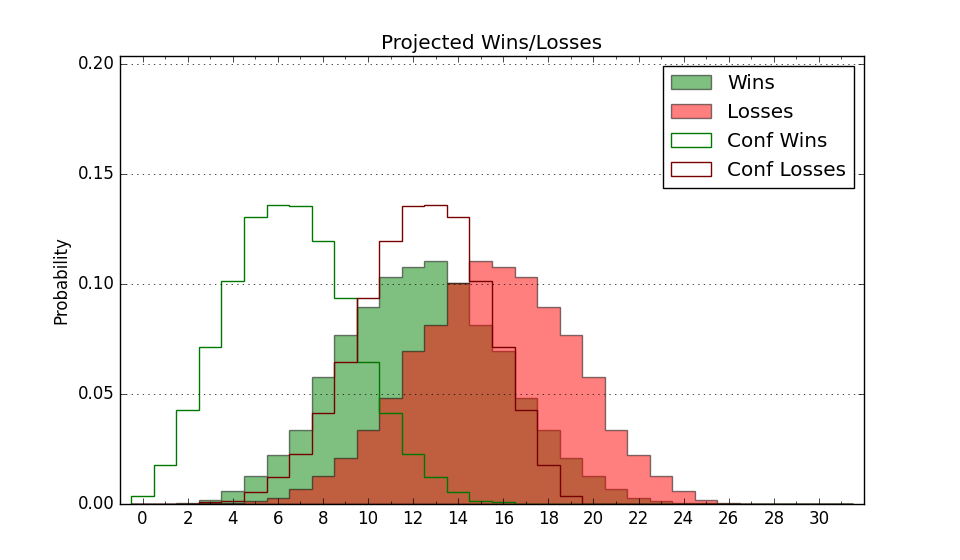 Projected Wins/Losses
0.20
0.15
0.10
0.05
0.00
Probability
Wins
Losses
Conf Wins
Conf Losses
0 2 4 6 8 10 12 14 16 18 20 22 24 26 28 30